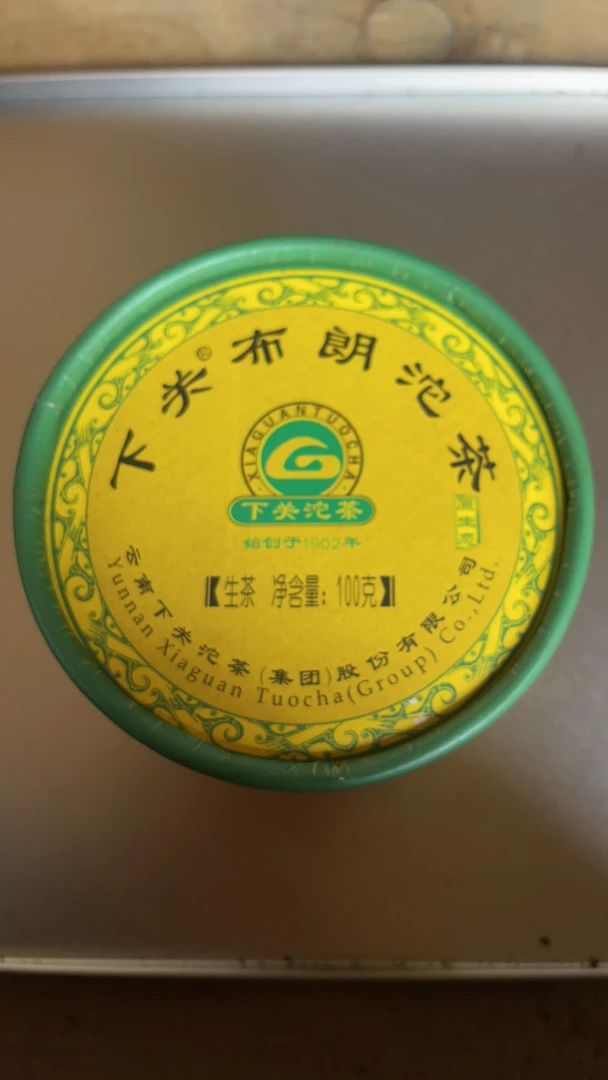 下关®布朗沱茶
XIAGUANTUOCHA
下关沱茶
始创于1902年
【生茶 净含量：100克】
云南下关沱茶(集团)股份有限公司
Yunnan Xiaguan Tuocha(Group) Co.,Ltd.